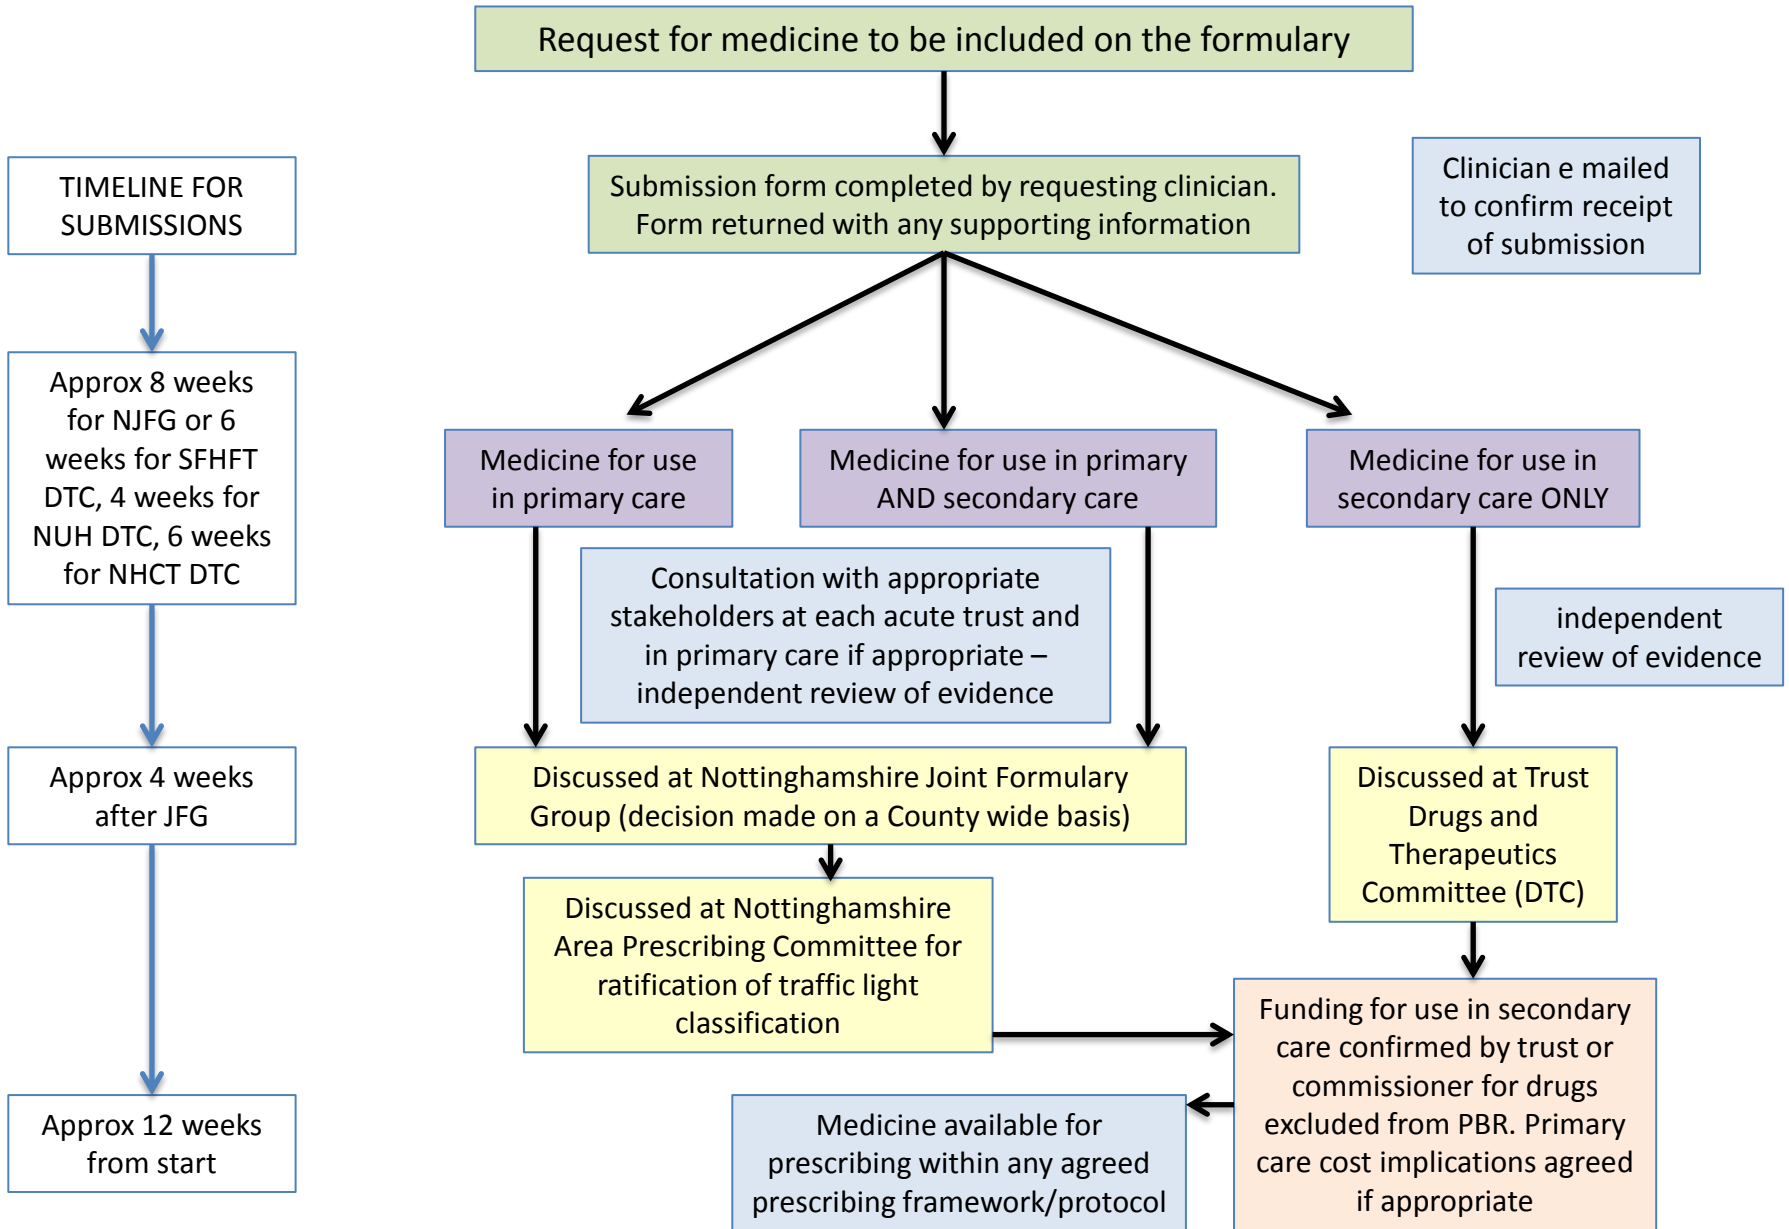 Request for medicine to be included on the formulary
TIMELINE FOR
SUBMISSIONS
Submission form completed by requesting clinician.
Form returned with any supporting information
Clinician e mailed
to confirm receipt
of submission
Approx 8 weeks
for NJFG or 6
weeks for SFHFT
DTC, 4 weeks for
NUH DTC, 6 weeks
for NHCT DTC
Medicine for use
in primary care
Medicine for use in primary
AND secondary care
Medicine for use in
secondary care ONLY
Consultation with appropriate
stakeholders at each acute trust and
in primary care if appropriate –
independent review of evidence
independent
review of evidence
Approx 4 weeks
after JFG
Discussed at Nottinghamshire Joint Formulary
Group (decision made on a County wide basis)
Discussed at Trust
Drugs and
Therapeutics
Committee (DTC)
Discussed at Nottinghamshire
Area Prescribing Committee for
ratification of traffic light
classification
Funding for use in secondary
care confirmed by trust or
commissioner for drugs
excluded from PBR. Primary
care cost implications agreed
if appropriate
Approx 12 weeks
from start
Medicine available for
prescribing within any agreed
prescribing framework/protocol